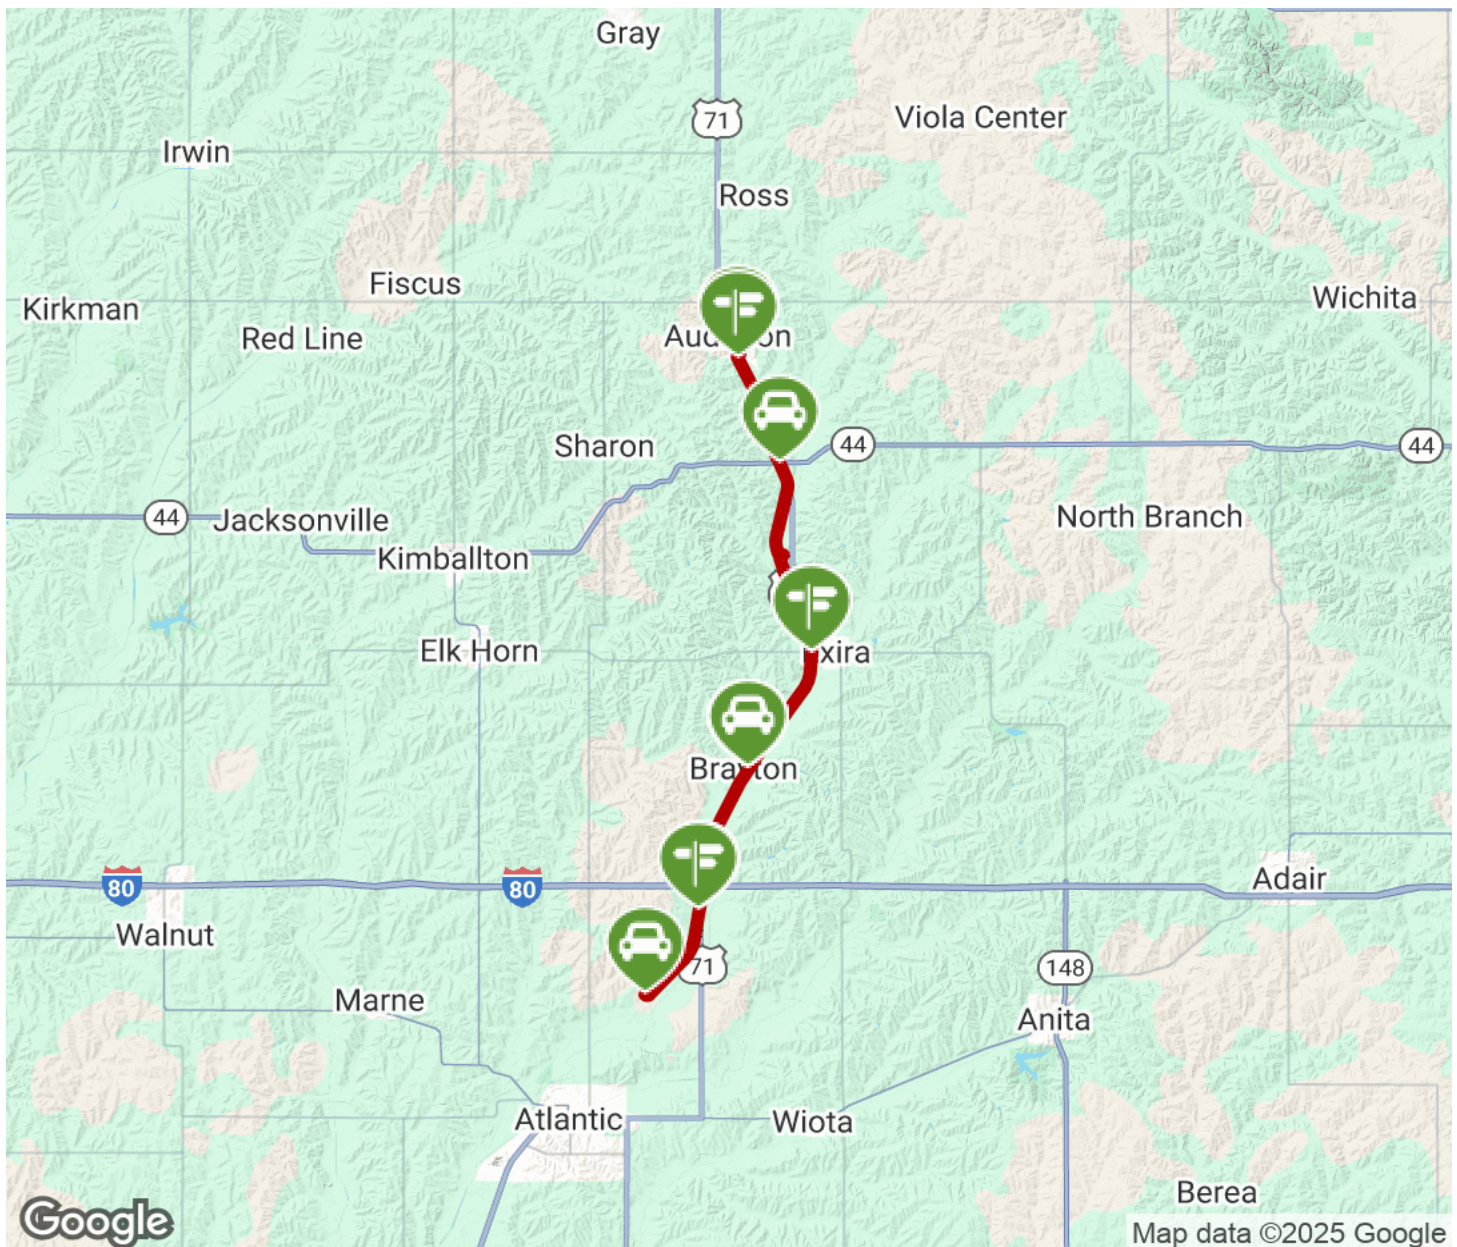 Gray
71
Viola Center
Irwin
Ross
Fiscus
Kirkman
Wichita
Red Line
Sharon
44
44
44
Jacksonville
North Branch
Kimballton
Elk Horn
xira
80
80
Adair
Walnut
71
148
Marne
Anita
Atlantic
Wiota
Berea
Google
Map data ©2025 Google